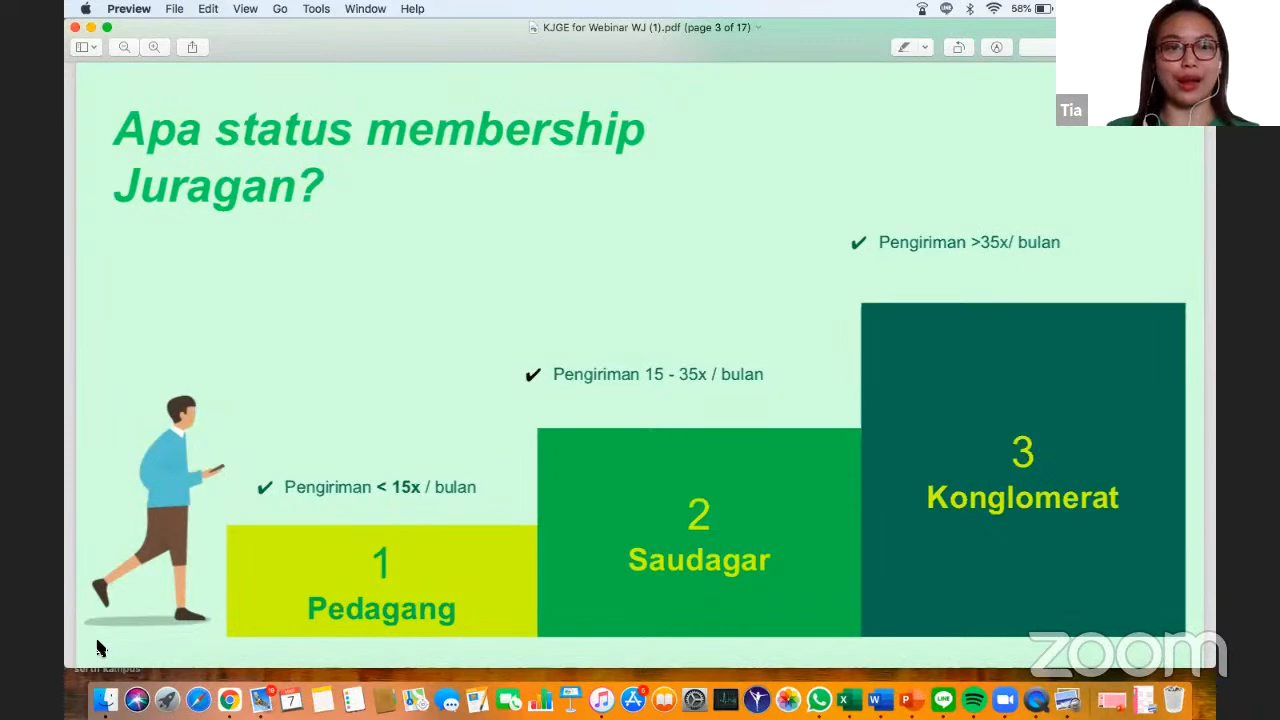 Preview File Edit View Go Tools Window Help
58%
KJGE for Webinar WJ (1).pdf (page 3 of 17)
Tia
Apa status membership
Juragan?
✔ Pengiriman >35x/ bulan
✔ Pengiriman 15 - 35x / bulan
✔ Pengiriman < 15x / bulan
3
Konglomerat
2
Saudagar
1
Pedagang
zoom
7